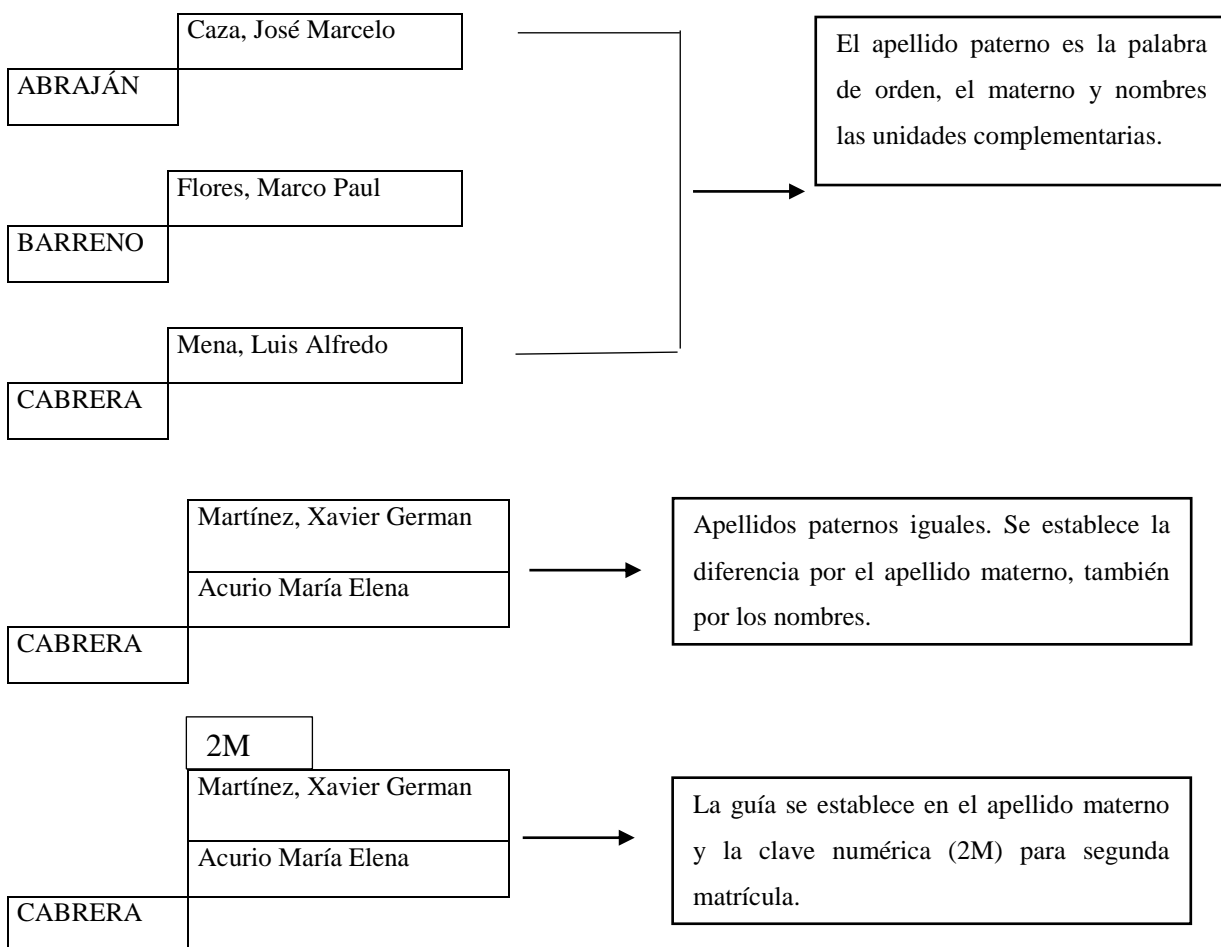 Caza, José Marcelo
ABRAJÁN
El apellido paterno es la palabra
de orden, el materno y nombres
las unidades complementarias.
Flores, Marco Paul
BARRENO
Mena, Luis Alfredo
CABRERA
Martínez, Xavier German
Acurio María Elena
CABRERA
Apellidos paternos iguales. Se establece la
diferencia por el apellido materno, también
por los nombres.
2M
Martínez, Xavier German
Acurio María Elena
CABRERA
La guía se establece en el apellido materno
y la clave numérica (2M) para segunda
matrícula.